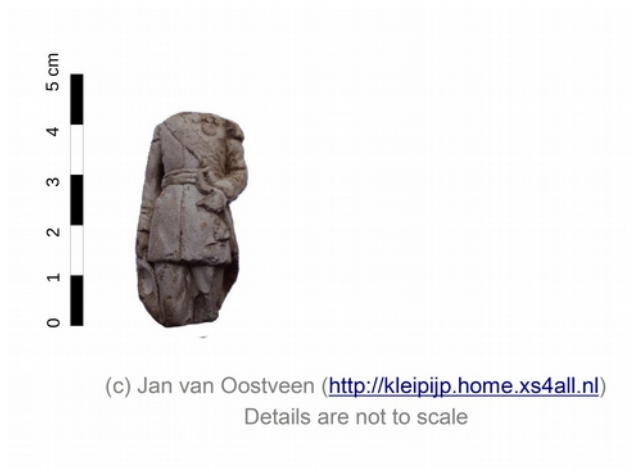 5 cm
4
3
2
1
0
(c) Jan van Oostveen (http://kleipijp.home.xs4all.nl)
Details are not to scale